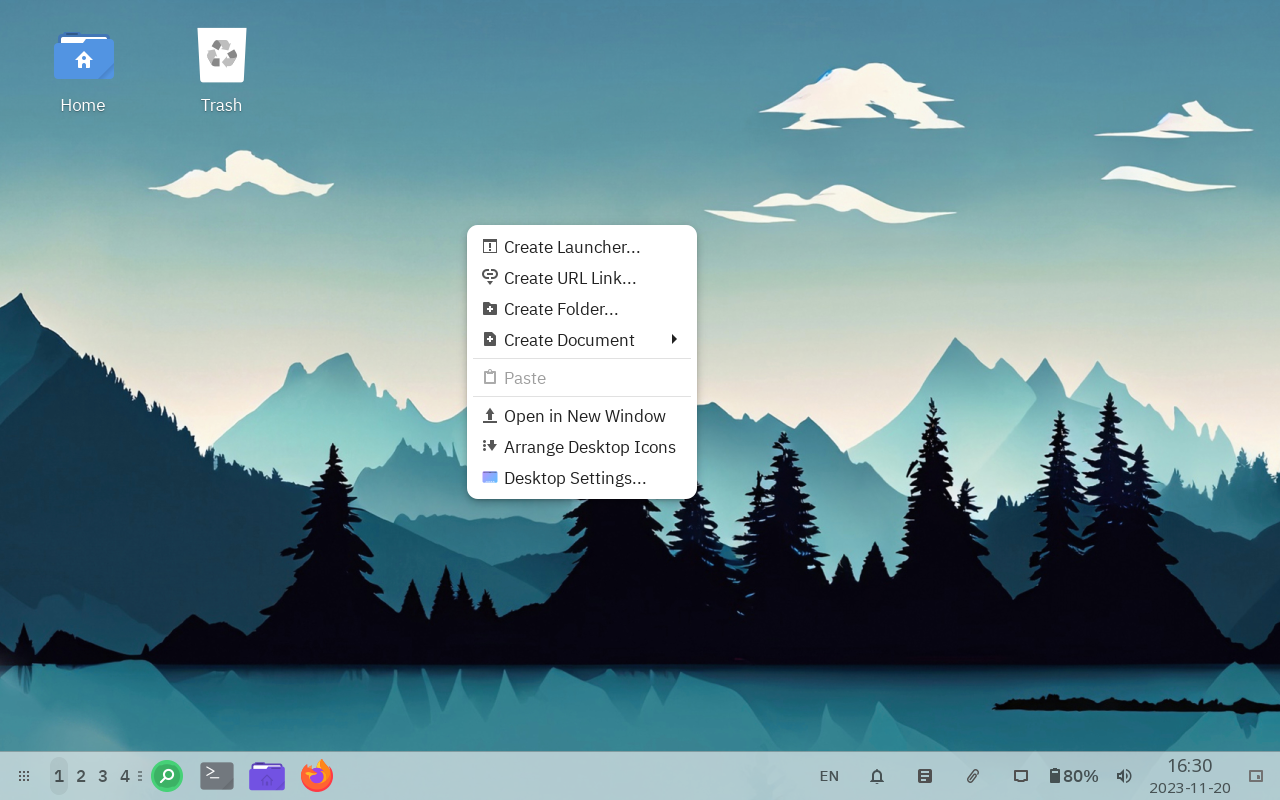 Home
Trash
Create Launcher...
Create URL Link...
Create Folder...
Create Document
Paste
Open in New Window
Arrange Desktop Icons
Desktop Settings...
1 2 3 4
EN
80%
16:30
2023-11-20